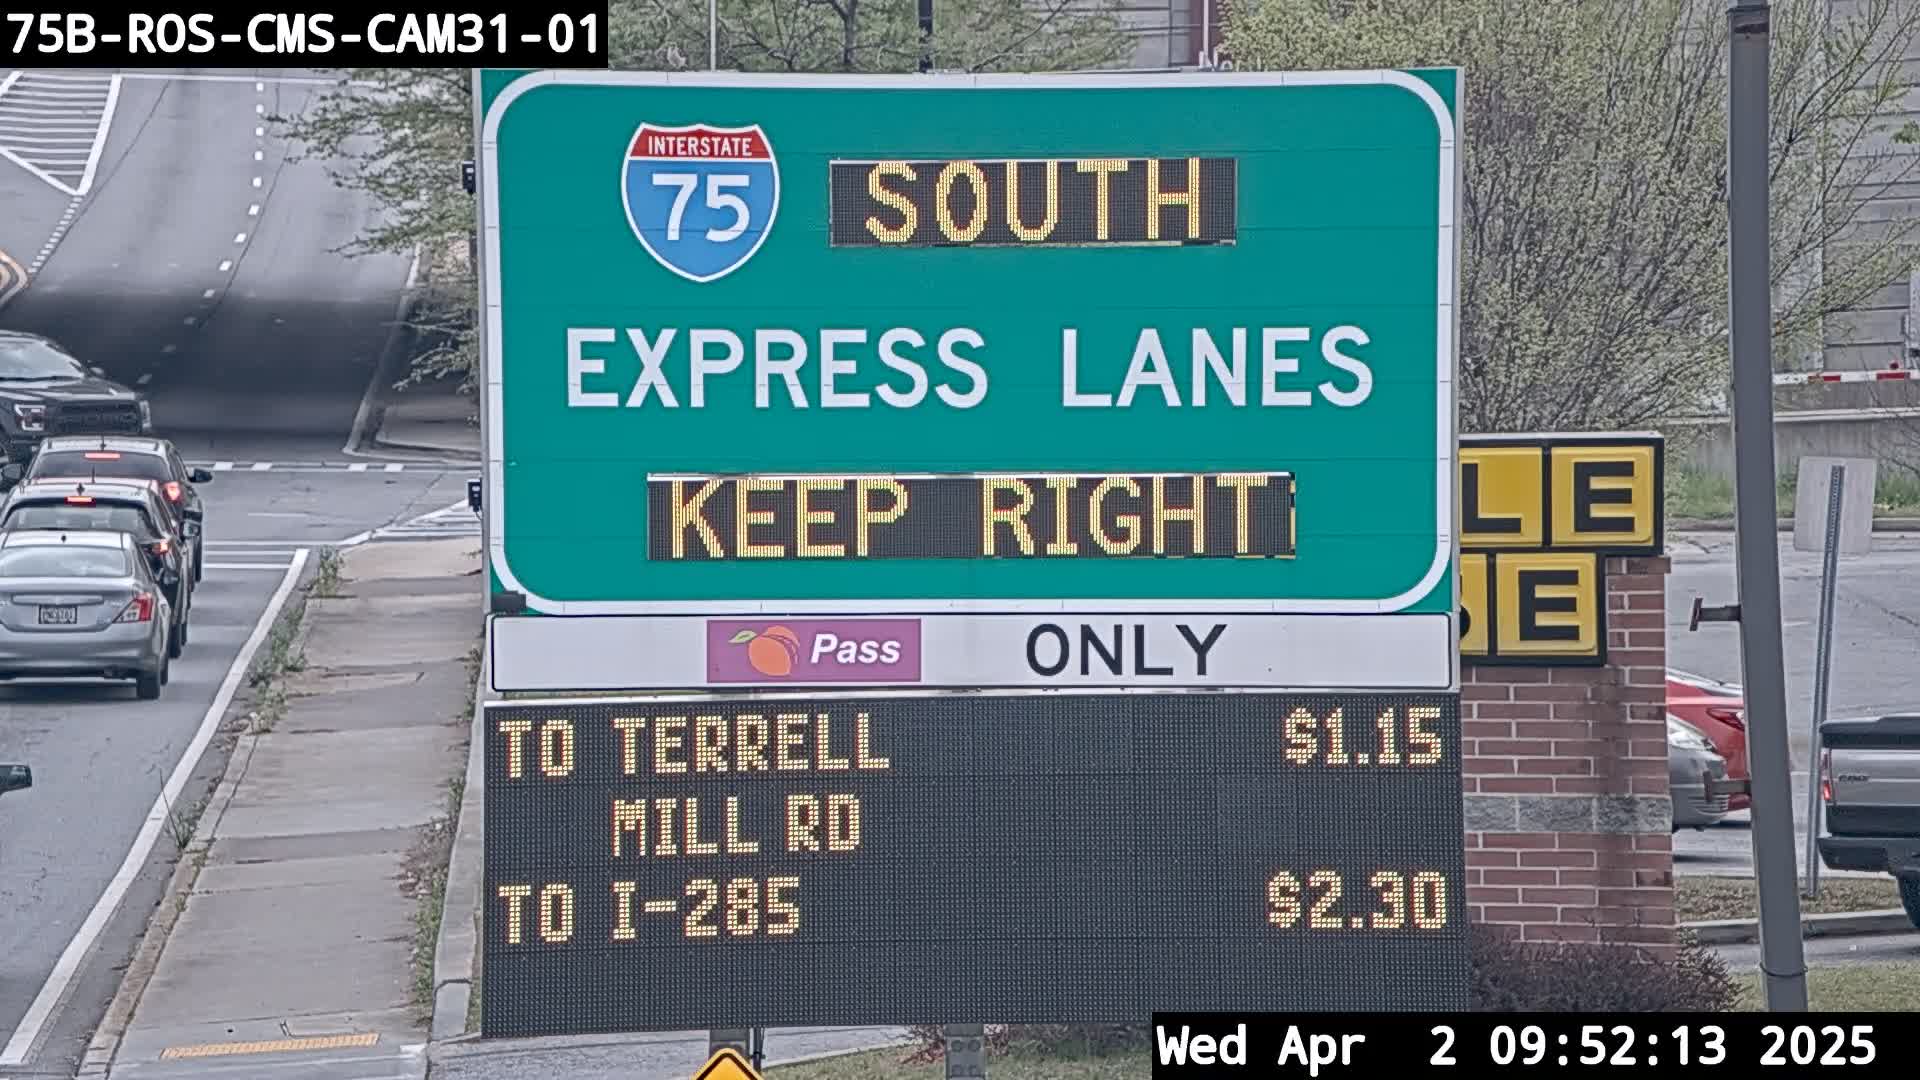 75B-ROS-CMS-CAM31-01
INTERSTATE
75
SOUTH
EXPRESS LANES
KEEP RIGHT
Pass ONLY
TO TERRELL $1.15
MILL RD
TO I-285 $2.30
LE
E
Wed Apr 2 09:52:13 2025